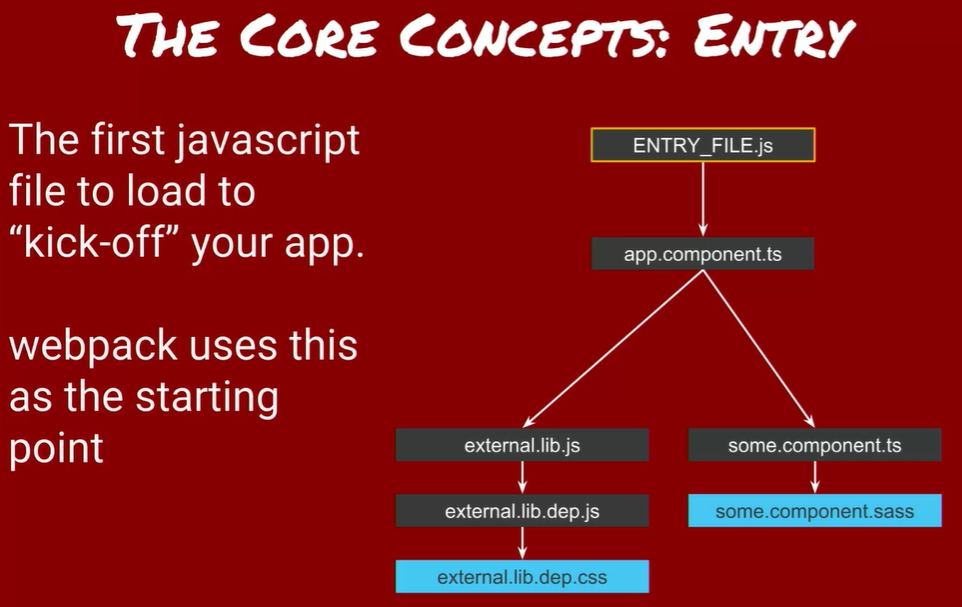 The Core Concepts: Entry
The first javascript
file to load to
“kick-off” your app.
webpack uses this
as the starting
point
ENTRY_FILE.js
app.component.ts
external.lib.js
some.component.ts
external.lib.dep.js
some.component.sass
external.lib.dep.css